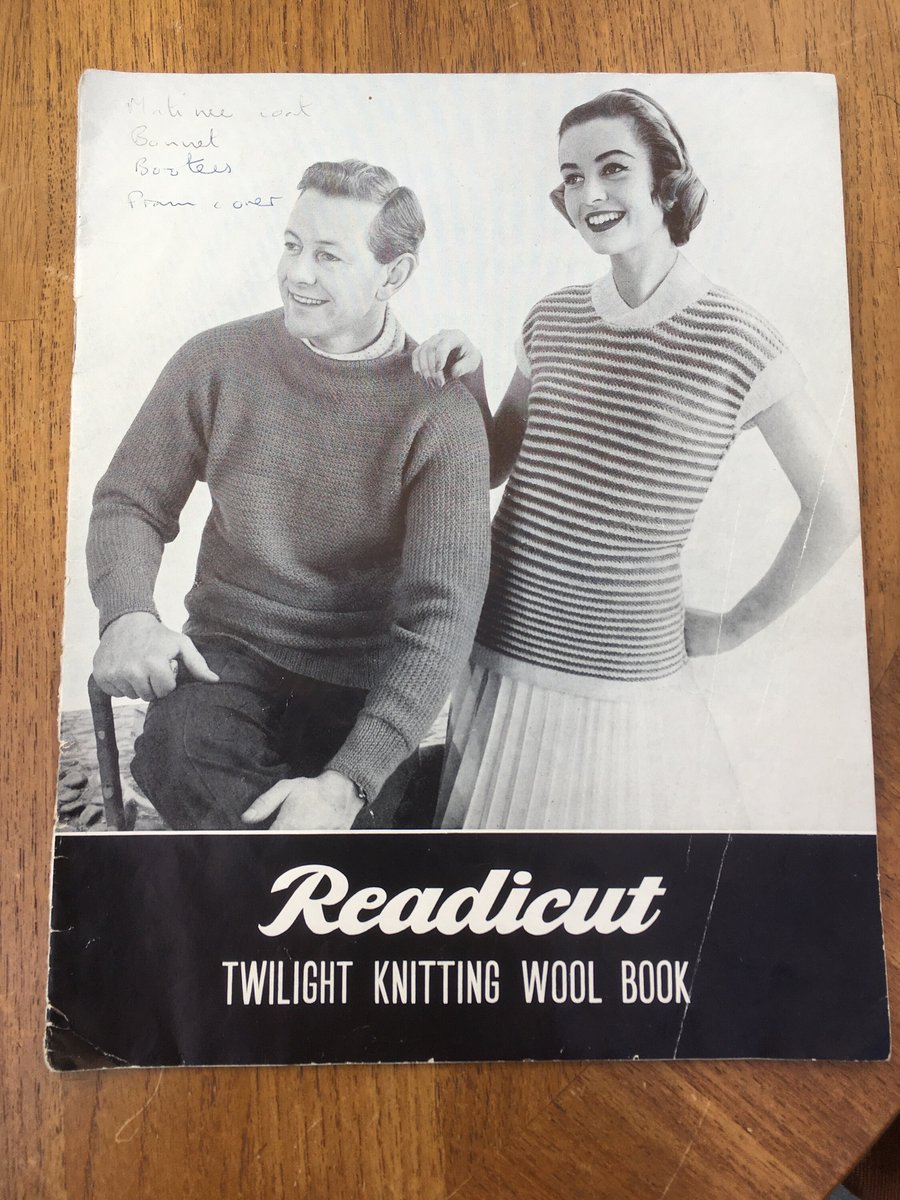 Matinee coat
Bonnet
Bootees
Pram cover
Readicut
TWILIGHT KNITTING WOOL BOOK